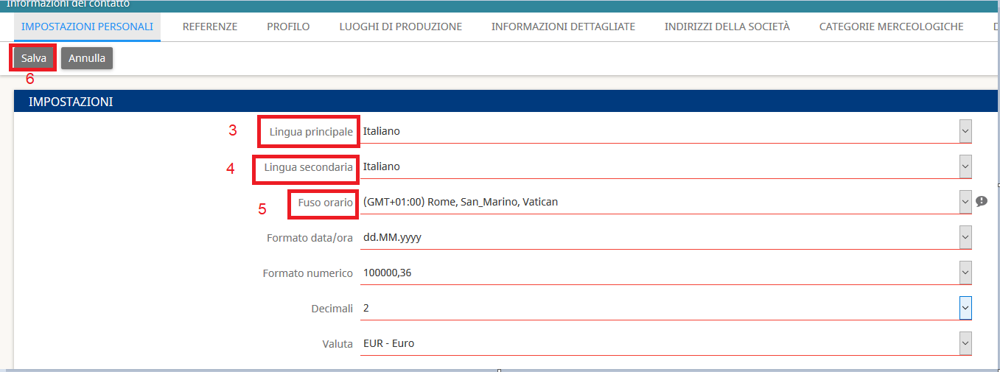 Informazioni del contatto
IMPOSTAZIONI PERSONALI REFERENZE PROFILO LUOGHI DI PRODUZIONE INFORMAZIONI DETTAGLIATE INDIRIZZI DELLA SOCIETÀ CATEGORIE MERCEOLOGICHE
Salva Annulla
6
IMPOSTAZIONI
3 Lingua principale Italiano
4 Lingua secondaria Italiano
5 Fuso orario (GMT+01:00) Rome, San_Marino, Vatican
Formato data/ora dd.MM.yyyy
Formato numerico 100000,36
Decimali 2
Valuta EUR - Euro